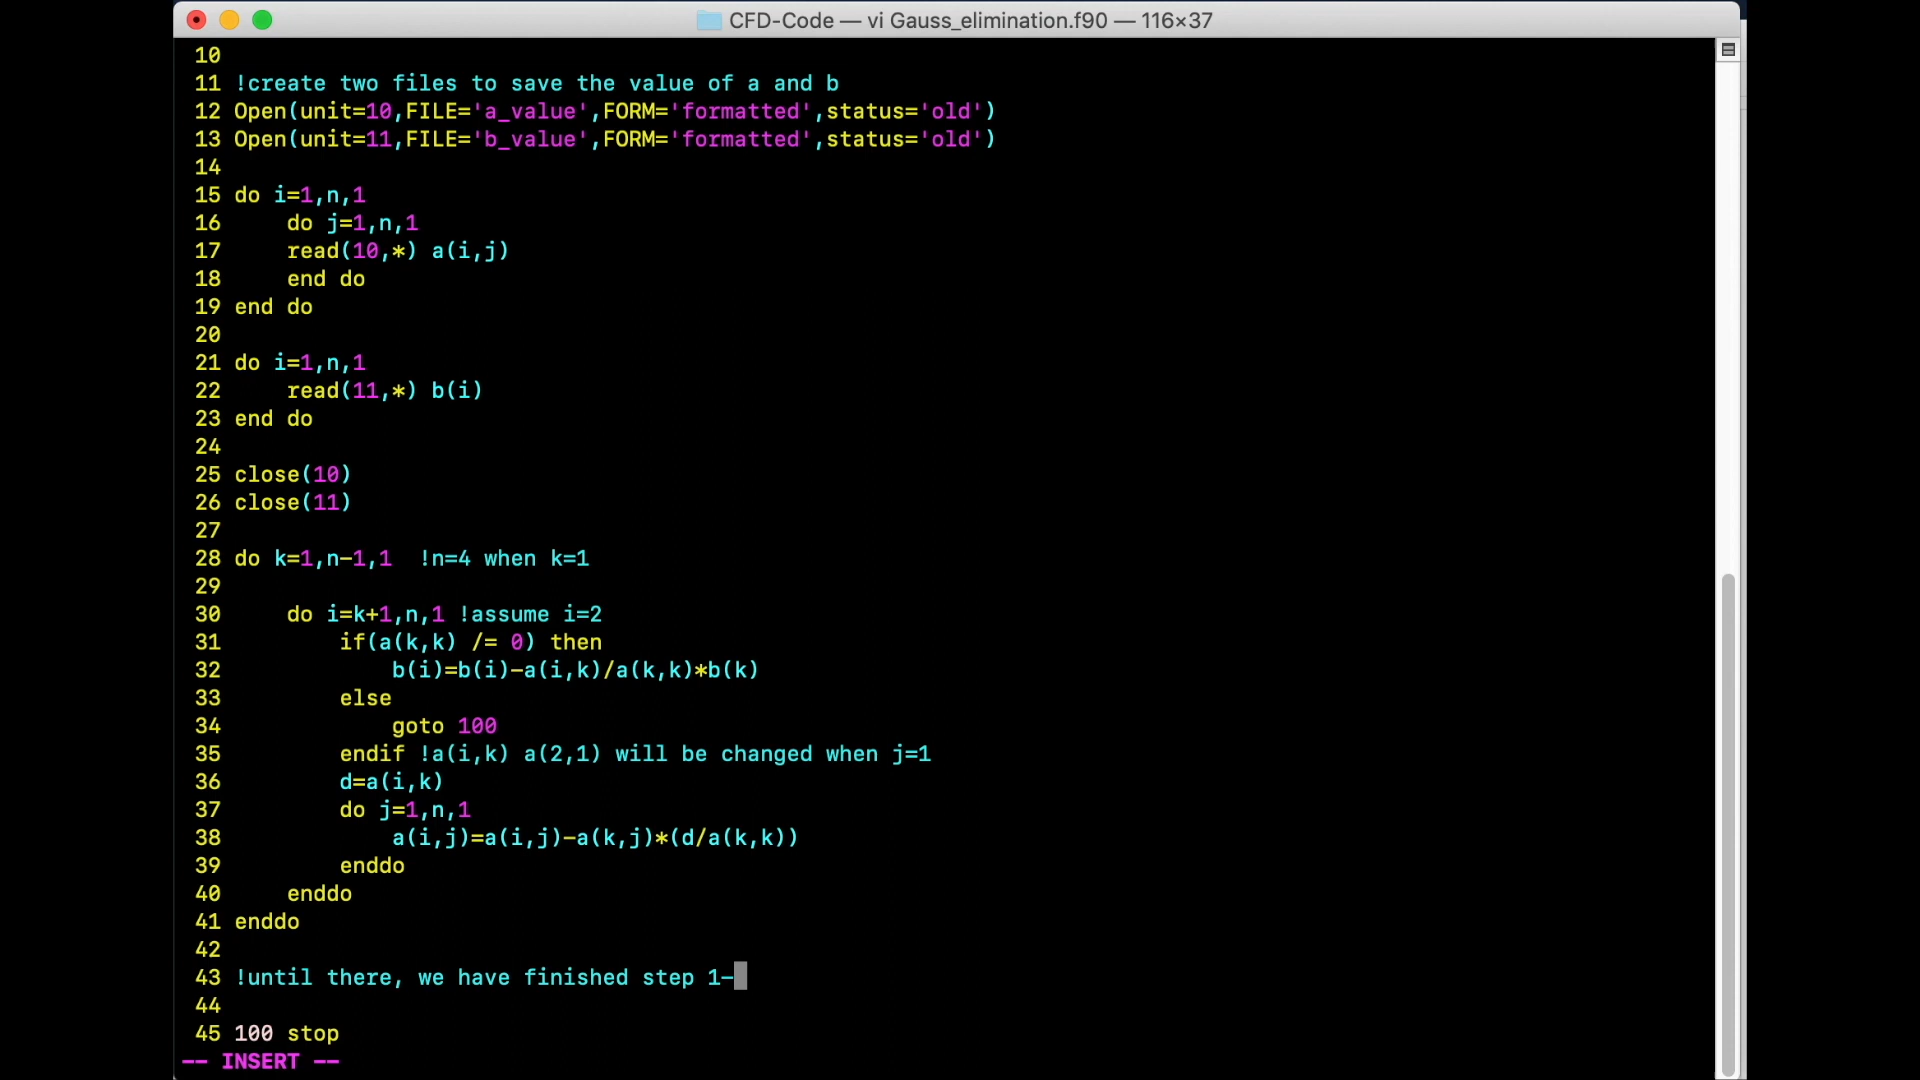 CFD-Code — vi Gauss_elimination.f90 — 116×37
10
11 !create two files to save the value of a and b
12 Open(unit=10,FILE='a_value',FORM='formatted',status='old')
13 Open(unit=11,FILE='b_value',FORM='formatted',status='old')
14
15 do i=1,n,1
16     do j=1,n,1
17     read(10,*) a(i,j)
18     end do
19 end do
20
21 do i=1,n,1
22     read(11,*) b(i)
23 end do
24
25 close(10)
26 close(11)
27
28 do k=1,n-1,1  !n=4 when k=1
29
30     do i=k+1,n,1 !assume i=2
31         if(a(k,k) /= 0) then
32             b(i)=b(i)-a(i,k)/a(k,k)*b(k)
33         else
34             goto 100
35         endif !a(i,k) a(2,1) will be changed when j=1
36         d=a(i,k)
37         do j=1,n,1
38             a(i,j)=a(i,j)-a(k,j)*(d/a(k,k))
39         enddo
40     enddo
41 enddo
42
43 !until there, we have finished step 1-
44
45 100 stop
-- INSERT --